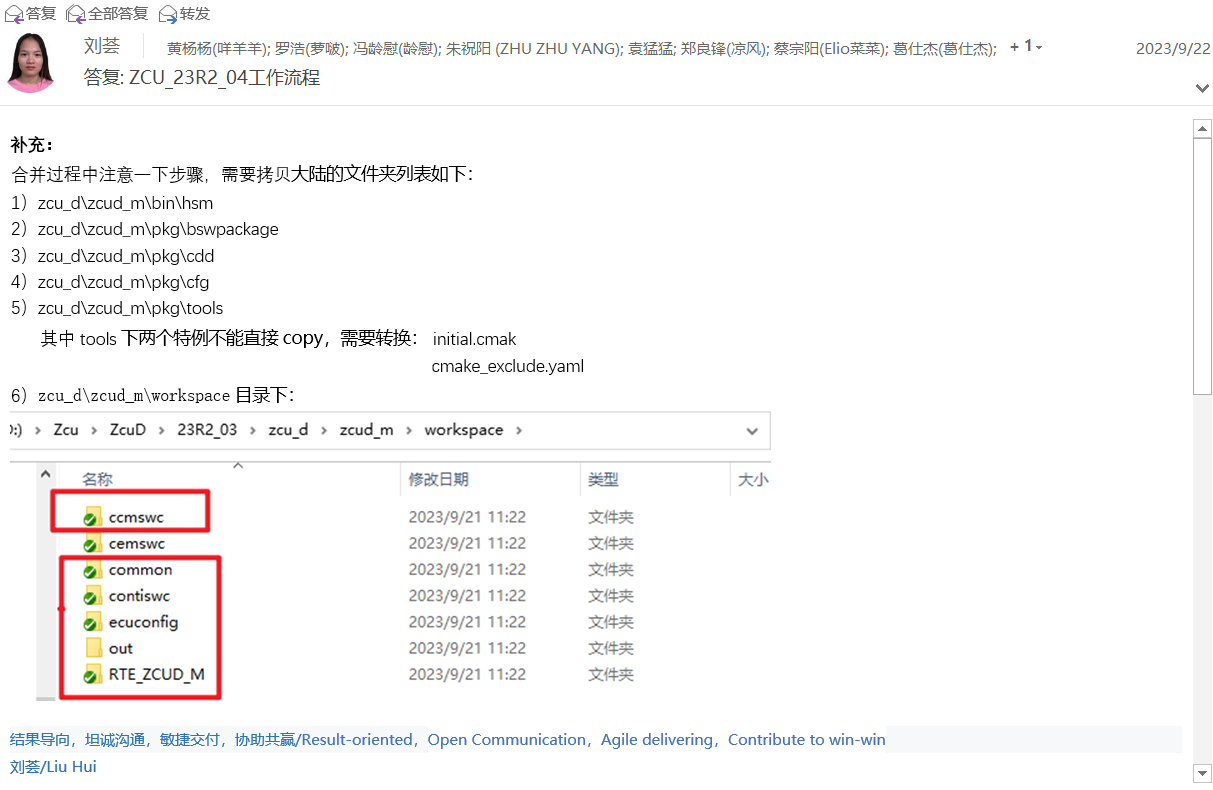 答复 全部答复 转发
刘荟 黄杨杨(咩羊羊); 罗浩(萝啵); 冯龄慰(龄慰); 朱祝阳 (ZHU ZHU YANG); 袁猛猛; 郑良锋(凉风); 蔡宗阳(Elio菜菜); 葛仕杰(葛仕杰); + 1 2023/9/22
答复: ZCU_23R2_04工作流程
补充：
合并过程中注意一下步骤，需要拷贝大陆的文件夹列表如下：
1）zcu_d\zcud_m\bin\hsm
2）zcu_d\zcud_m\pkg\bswpackage
3）zcu_d\zcud_m\pkg\cdd
4）zcu_d\zcud_m\pkg\cfg
5）zcu_d\zcud_m\pkg\tools
其中 tools 下两个特例不能直接 copy，需要转换： initial.cmak
cmake_exclude.yaml
6）zcu_d\zcud_m\workspace 目录下：
:) › Zcu › ZcuD › 23R2_03 › zcu_d › zcud_m › workspace ›
名称 修改日期 类型 大小
ccmswc 2023/9/21 11:22 文件夹
cemswc 2023/9/21 11:22 文件夹
common 2023/9/21 11:22 文件夹
contiswc 2023/9/21 11:22 文件夹
ecuconfig 2023/9/21 11:22 文件夹
out 2023/9/21 11:22 文件夹
RTE_ZCUD_M 2023/9/21 11:22 文件夹
结果导向，坦诚沟通，敏捷交付，协助共赢/Result-oriented，Open Communication，Agile delivering，Contribute to win-win
刘荟/Liu Hui